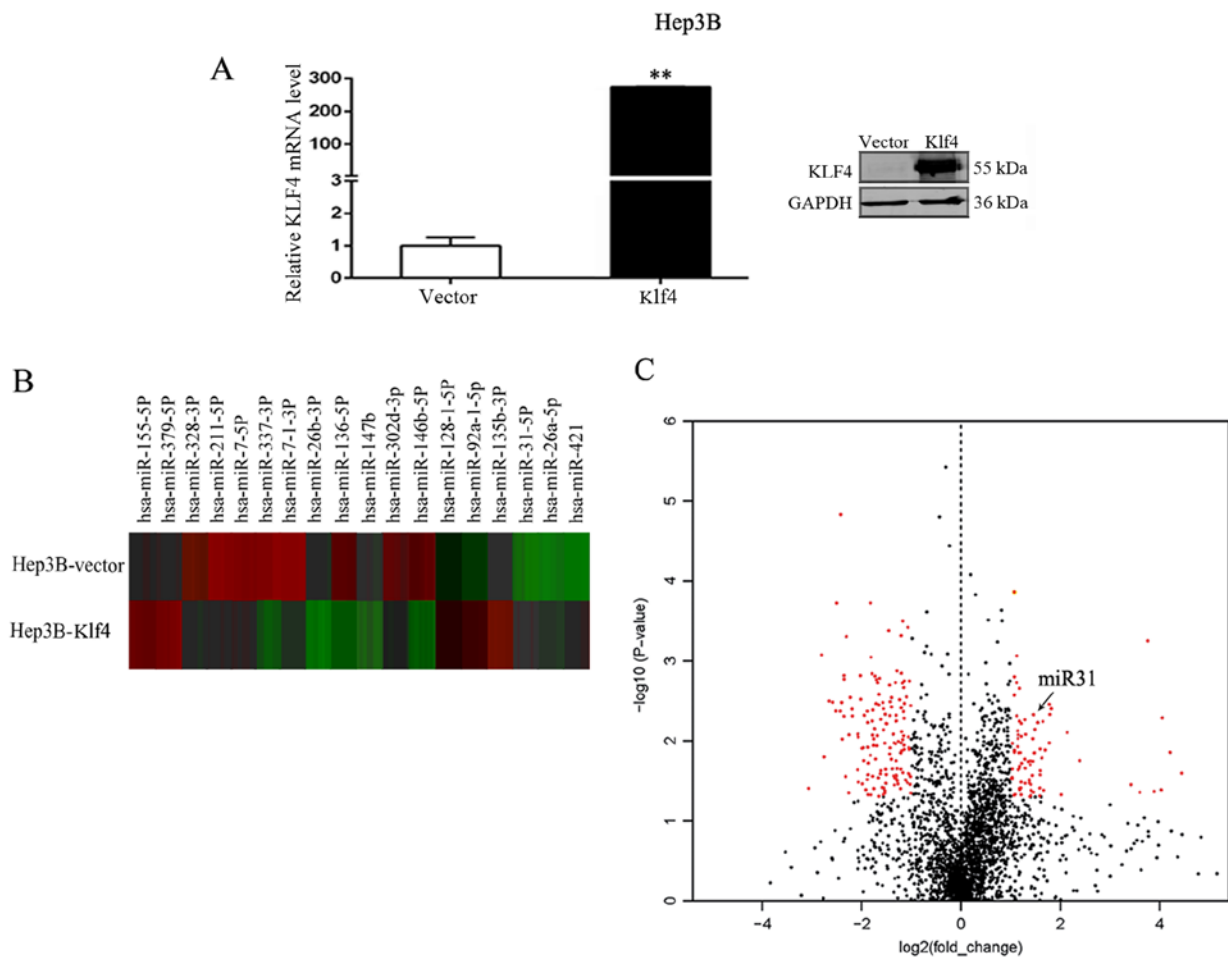 Hep3B
A
Relative KLF4 mRNA level
300
200
100
3
2
1
0
**
Vector
Klf4
Vector Klf4
KLF4 55 kDa
GAPDH 36 kDa
B
hsa-miR-155-5P
hsa-miR-379-5P
hsa-miR-328-3P
hsa-miR-211-5P
hsa-miR-7-5P
hsa-miR-337-3P
hsa-miR-7-1-3P
hsa-miR-26b-3P
hsa-miR-136-5P
hsa-miR-147b
hsa-miR-302d-3p
hsa-miR-146b-5P
hsa-miR-128-1-5P
hsa-miR-92a-1-5p
hsa-miR-135b-3P
hsa-miR-31-5P
hsa-miR-26a-5p
hsa-miR-421
Hep3B-vector
Hep3B-Klf4
C
−log10 (P-value)
6
5
4
3
2
1
0
miR31
−4 −2 0 2 4
log2(fold_change)